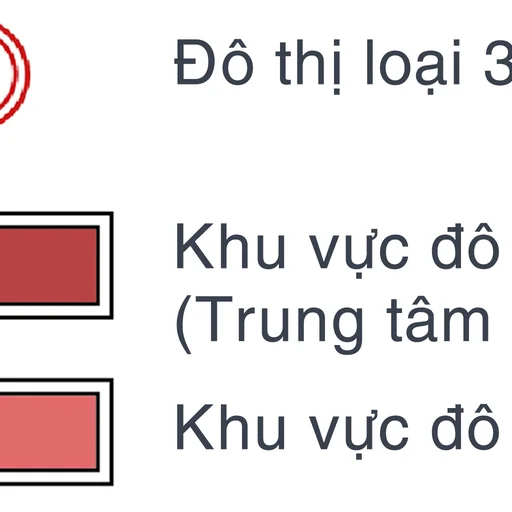 Đô thị loại 3
Khu vực đô
(Trung tâm
Khu vực đô